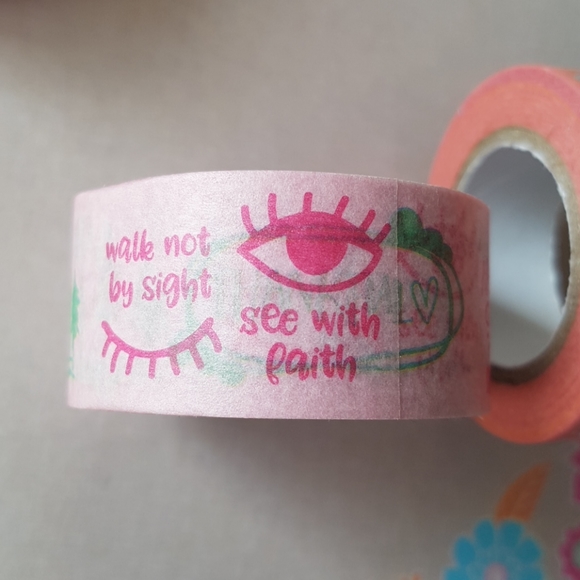 walk not
by sight
see with
faith